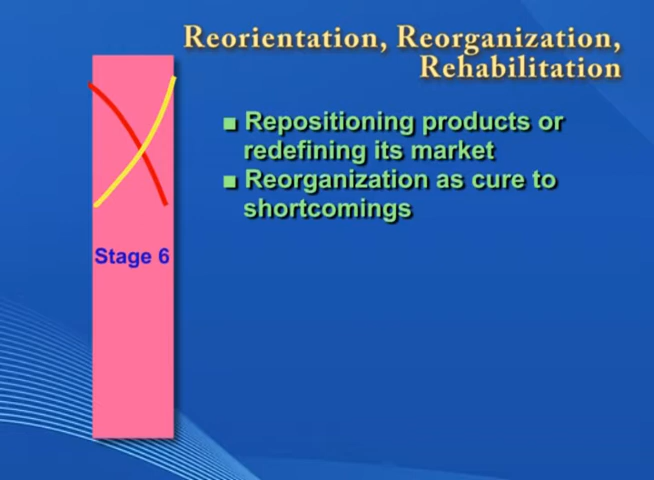 Reorientation, Reorganization,
Rehabilitation
■ Repositioning products or
redefining its market
■ Reorganization as cure to
shortcomings
Stage 6